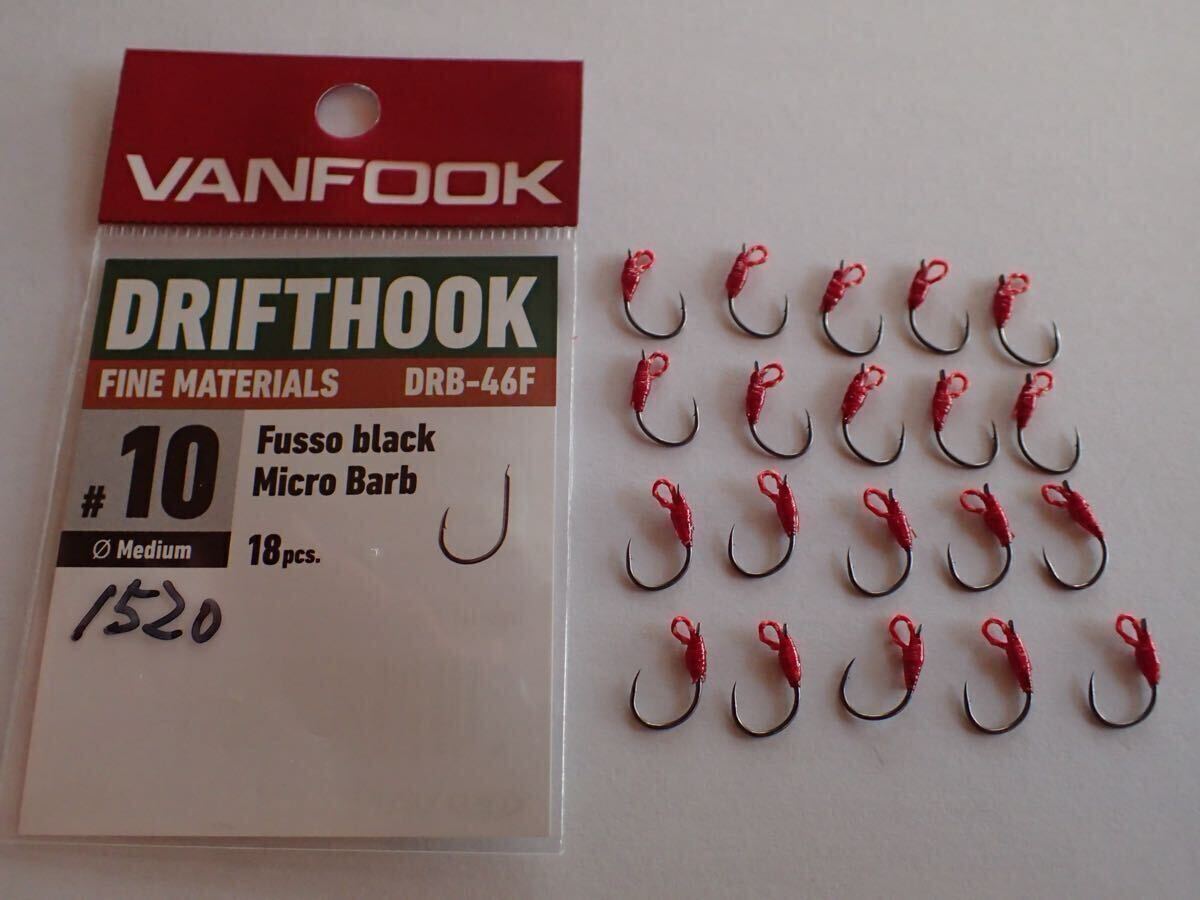 VANFOOK
DRIFTHOOK
FINE MATERIALS DRB-46F
#10
Ø Medium
Fusso black
Micro Barb
18pcs.
1520